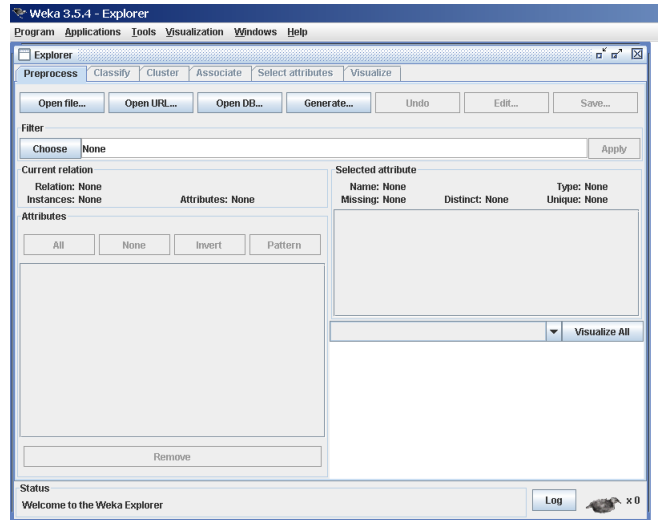 Weka 3.5.4 - Explorer
Program Applications Tools Visualization Windows Help
Explorer
Preprocess Classify Cluster Associate Select attributes Visualize
Open file... Open URL... Open DB... Generate... Undo Edit... Save...
Filter
Choose None Apply
Current relation
Relation: None
Instances: None Attributes: None
Selected attribute
Name: None Type: None
Missing: None Distinct: None Unique: None
Attributes
All None Invert Pattern
Visualize All
Remove
Status
Welcome to the Weka Explorer
Log x 0